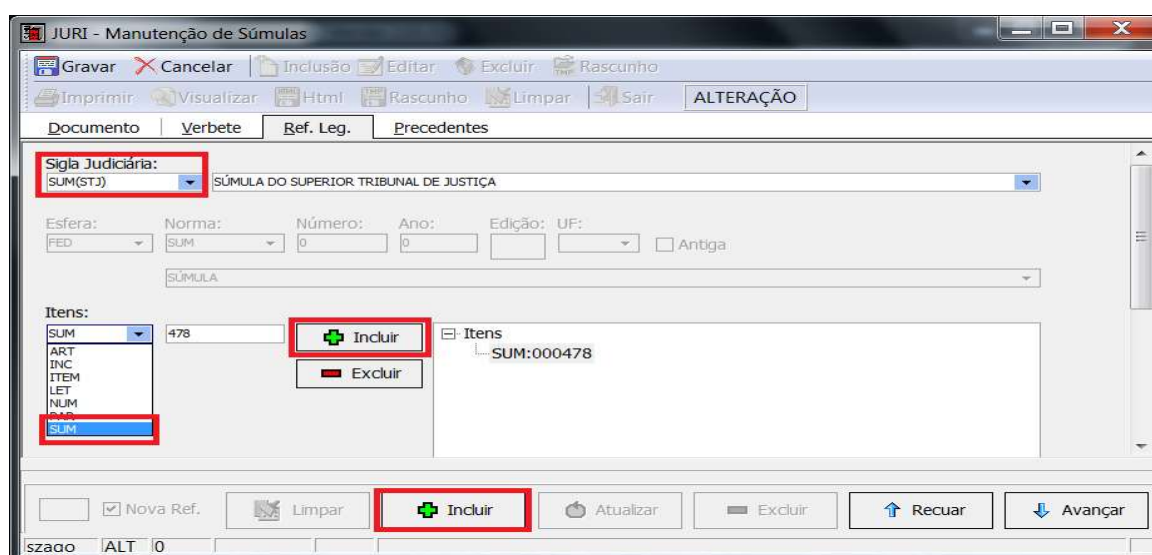 JURI - Manutenção de Súmulas
Gravar Cancelar Inclusão Editar Excluir Rascunho
Imprimir Visualizar Html Rascunho Limpar Sair ALTERAÇÃO
Documento Verbete Ref. Leg. Precedentes
Sigla Judiciária:
SUM(STJ) SÚMULA DO SUPERIOR TRIBUNAL DE JUSTIÇA
Esfera: Norma: Número: Ano: Edição: UF:
FED SUM 0 0 Antiga
SÚMULA
Itens:
SUM 478 Incluir Itens
ART SUM:000478
INC
ITEM Excluir
LET
NUM
PAR
SUM
Nova Ref. Limpar Incluir Atualizar Excluir Recuar Avançar
szago ALT 0